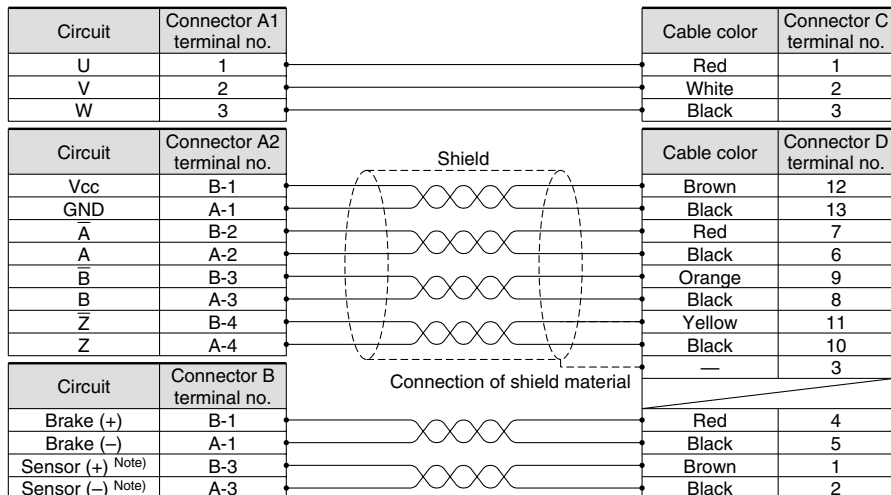 Circuit Connector A1 terminal no. Cable color Connector C terminal no.
U 1 Red 1
V 2 White 2
W 3 Black 3
Circuit Connector A2 terminal no. Shield Cable color Connector D terminal no.
Vcc B-1 Brown 12
GND A-1 Black 13
A̅ B-2 Red 7
A A-2 Black 6
B̅ B-3 Orange 9
B A-3 Black 8
Z̅ B-4 Yellow 11
Z A-4 Black 10
Connection of shield material — 3
Circuit Connector B terminal no.
Brake (+) B-1 Red 4
Brake (–) A-1 Black 5
Sensor (+) Note) B-3 Brown 1
Sensor (–) Note) A-3 Black 2